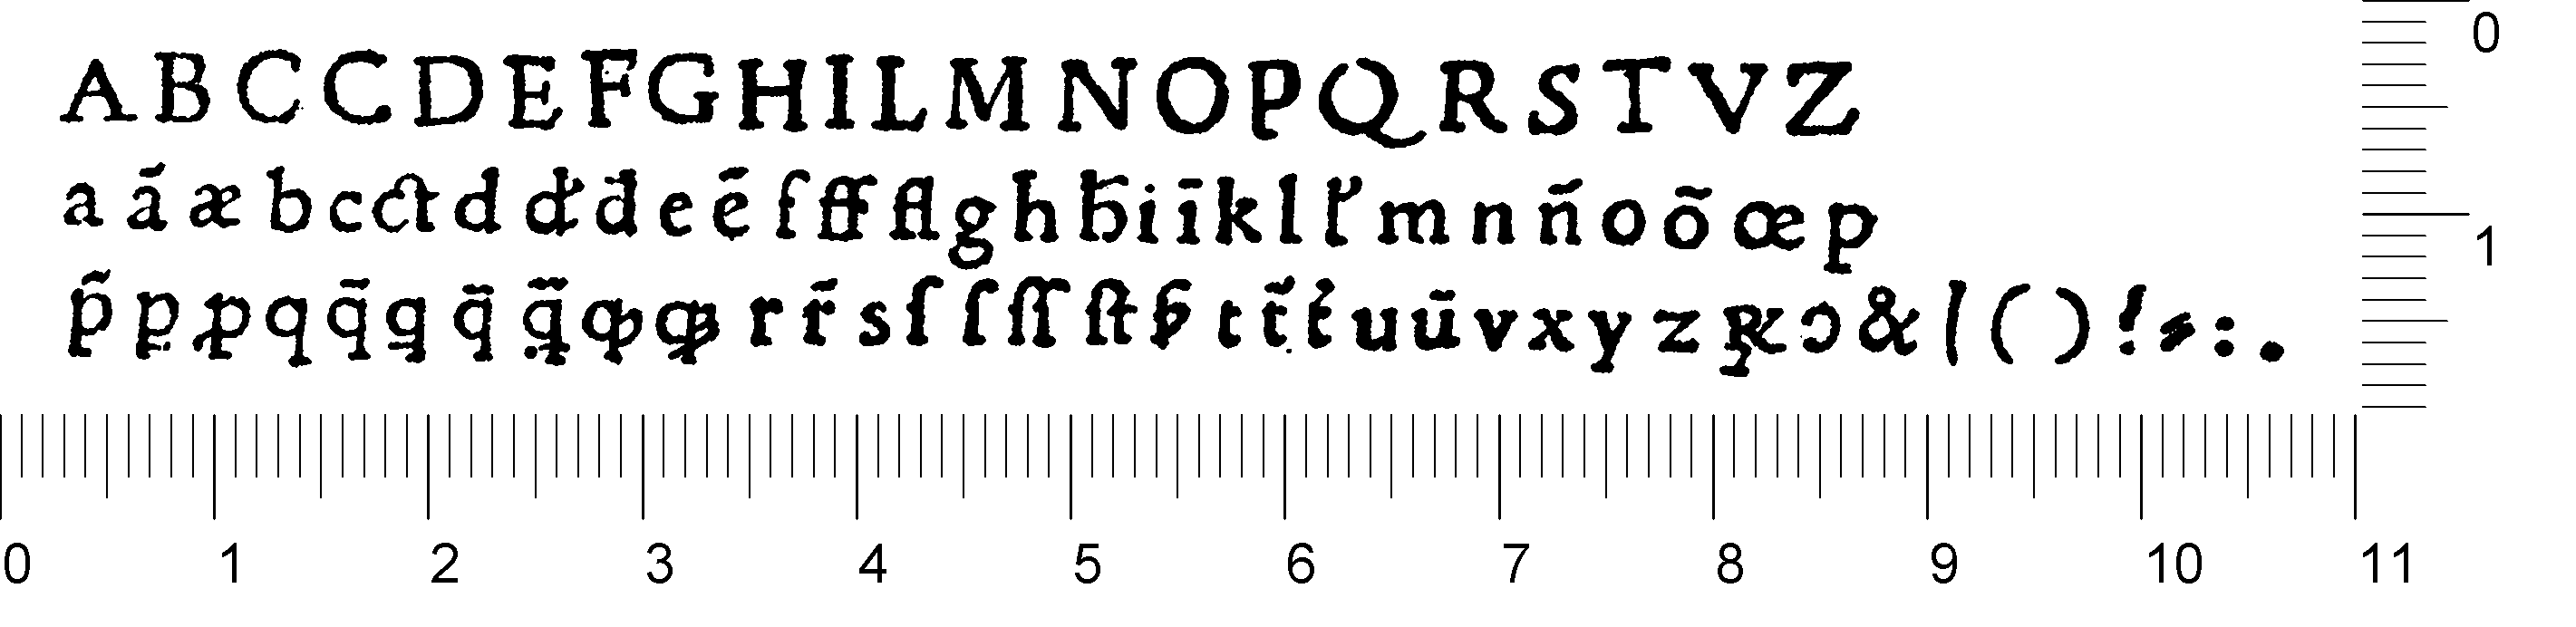 A B C C D E F G H I L M N O P Q R S T V Z
a ã æ b c ct d d' d̄ e ẽ f ff fl g h ħ i ī k l l' m n ñ o õ œ p
p̃ p̣ ꝓ q q̄ ꝗ q̃ ꝗ̃ ꝙ r r̃ s ſ ſ ſſ ſt t t̃ u ū v x y z ꝶ ɔ & / ( ) ! : .
0
1
0 1 2 3 4 5 6 7 8 9 10 11